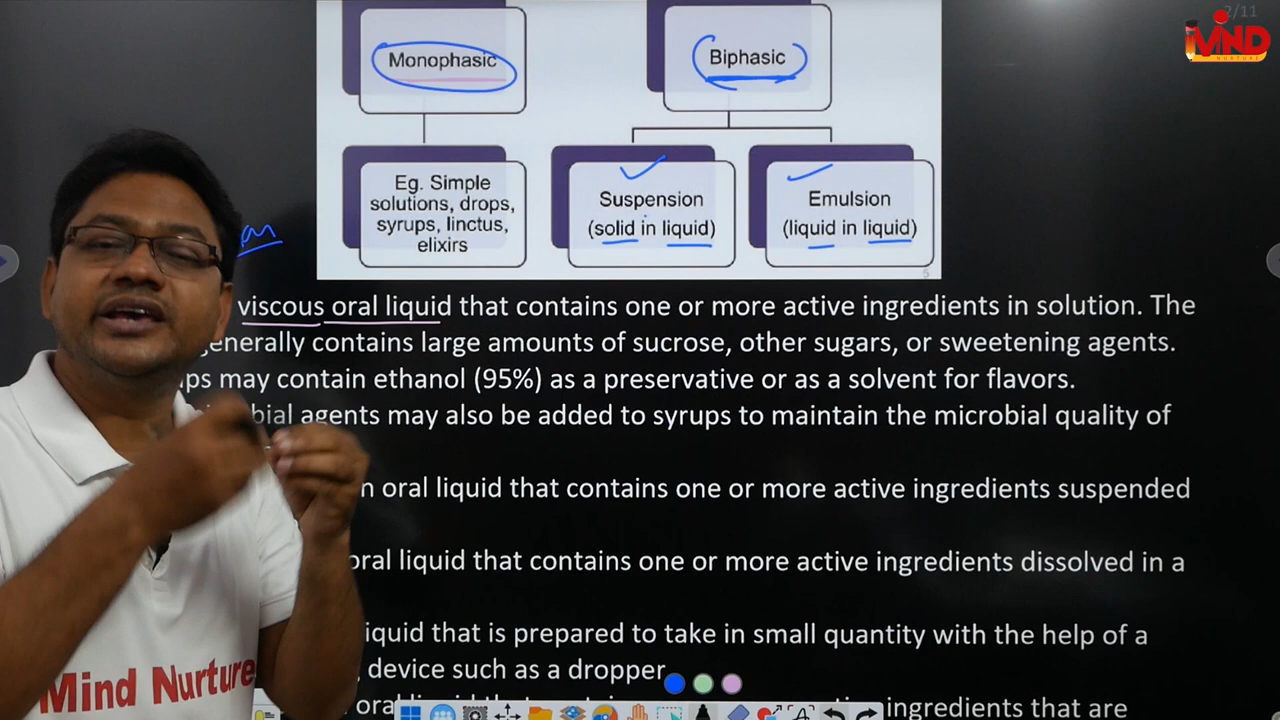 2/11
MIND
NURTURE
Monophasic
Biphasic
Eg. Simple
solutions, drops,
syrups, linctus,
elixirs
Suspension
(solid in liquid)
Emulsion
(liquid in liquid)
5
viscous oral liquid that contains one or more active ingredients in solution. The
generally contains large amounts of sucrose, other sugars, or sweetening agents.
may contain ethanol (95%) as a preservative or as a solvent for flavors.
agents may also be added to syrups to maintain the microbial quality of
oral liquid that contains one or more active ingredients suspended
oral liquid that contains one or more active ingredients dissolved in a
liquid that is prepared to take in small quantity with the help of a
device such as a dropper
ingredients that are
Mind Nurture